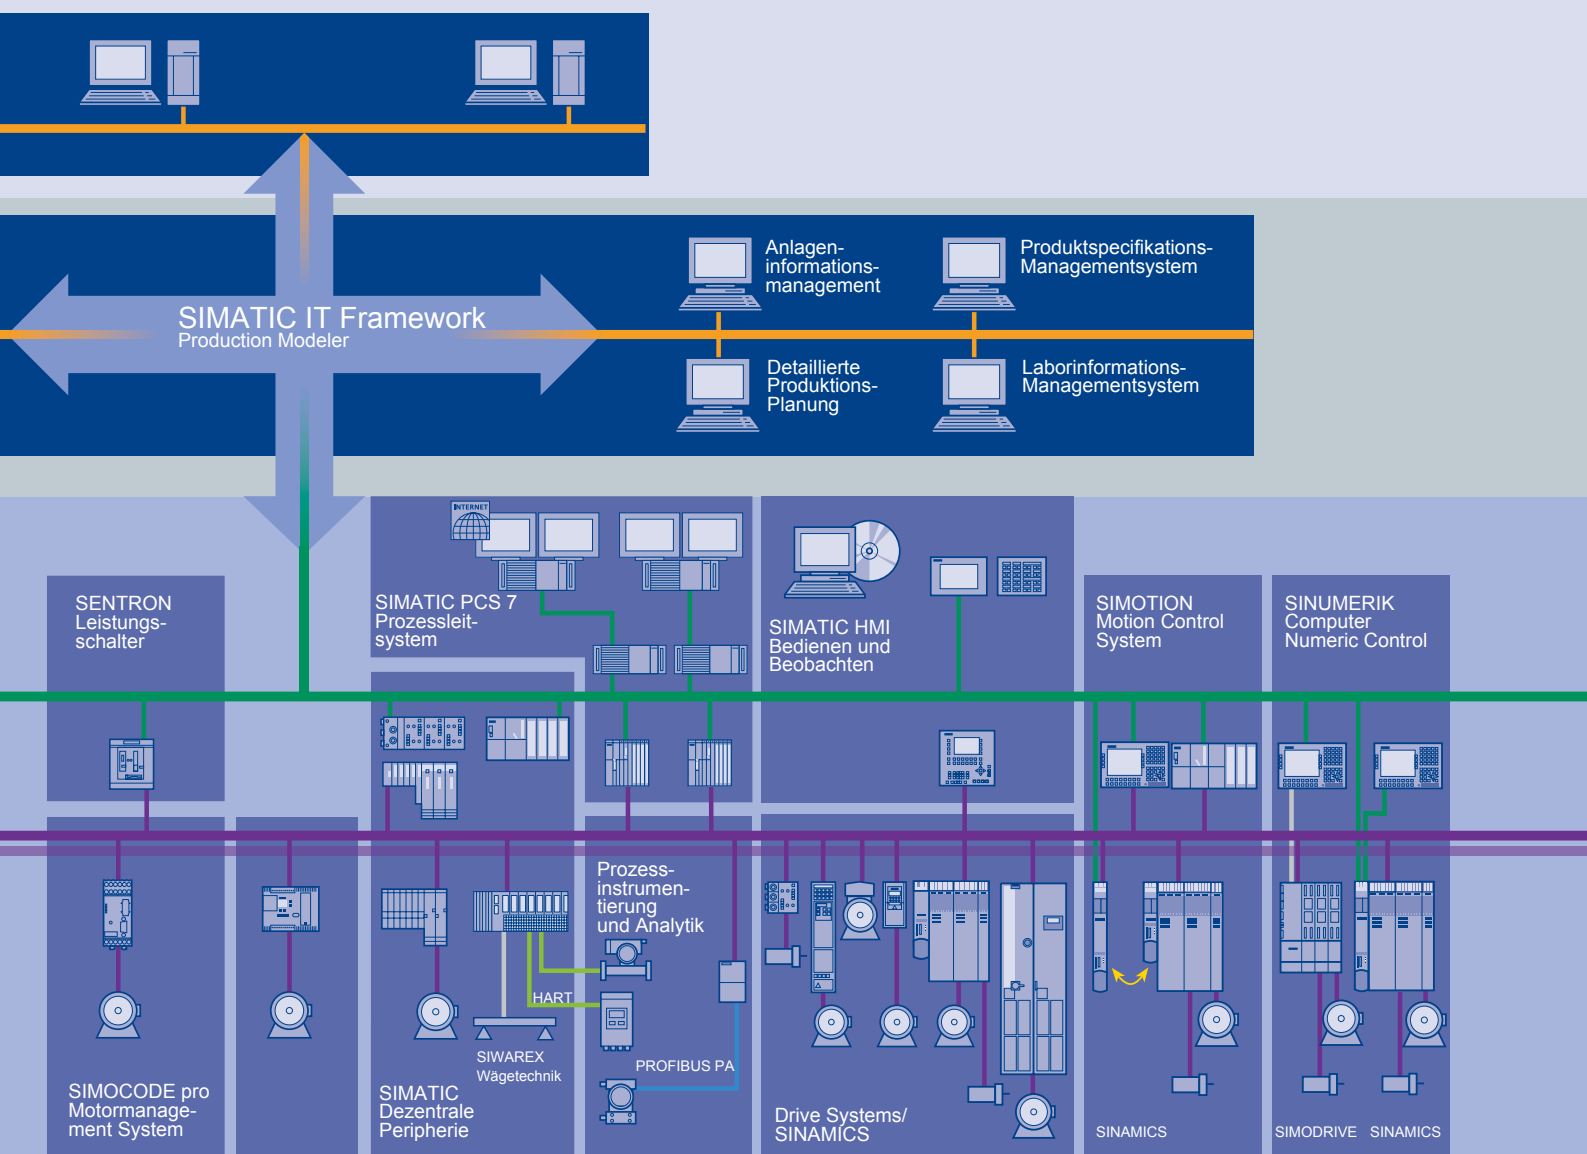 Anlagen-
informations-
management
Produktspecifikations-
Managementsystem
SIMATIC IT Framework
Production Modeler
Detaillierte
Produktions-
Planung
Laborinformations-
Managementsystem
INTERNET
SENTRON
Leistungs-
schalter
SIMATIC PCS 7
Prozessleit-
system
SIMATIC HMI
Bedienen und
Beobachten
SIMOTION
Motion Control
System
SINUMERIK
Computer
Numeric Control
Prozess-
instrumen-
tierung
und Analytik
HART
SIWAREX
Wägetechnik
PROFIBUS PA
SIMOCODE pro
Motormanage-
ment System
SIMATIC
Dezentrale
Peripherie
Drive Systems/
SINAMICS
SINAMICS
SIMODRIVE
SINAMICS